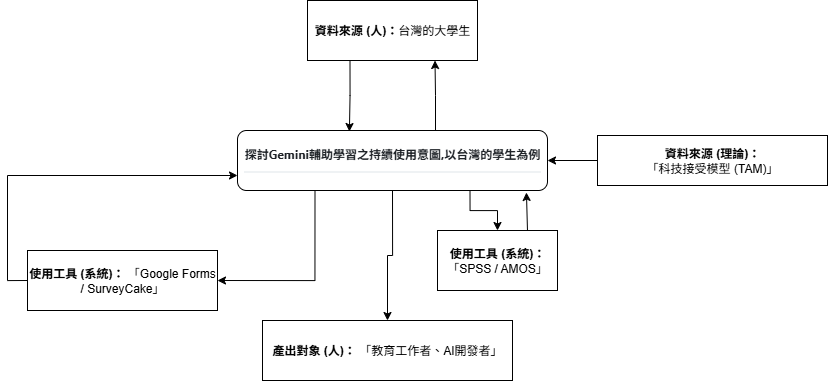 資料來源 (人)：台灣的大學生
探討Gemini輔助學習之持續使用意圖,以台灣的學生為例
資料來源 (理論)：
「科技接受模型 (TAM)」
使用工具 (系統)：
「SPSS / AMOS」
使用工具 (系統)： 「Google Forms
/ SurveyCake」
產出對象 (人)： 「教育工作者、AI開發者」